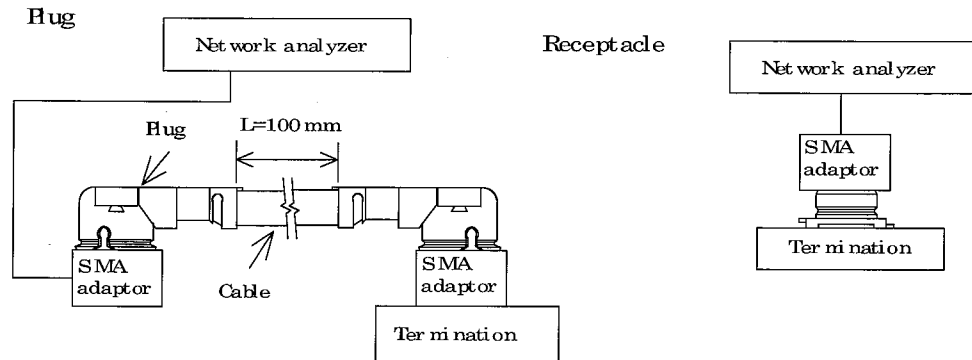 Plug
Network analyzer
Plug
L=100 mm
SMA
adaptor
Cable
SMA
adaptor
Termination
Receptacle
Network analyzer
SMA
adaptor
Termination